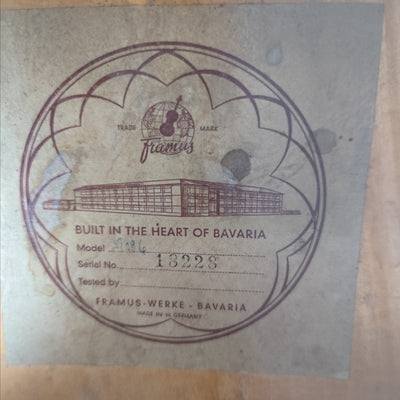 TRADE MARK
framus
BUILT IN THE HEART OF BAVARIA
Model
Serial No. 18228
Tested by
FRAMUS-WERKE - BAVARIA
MADE IN W. GERMANY